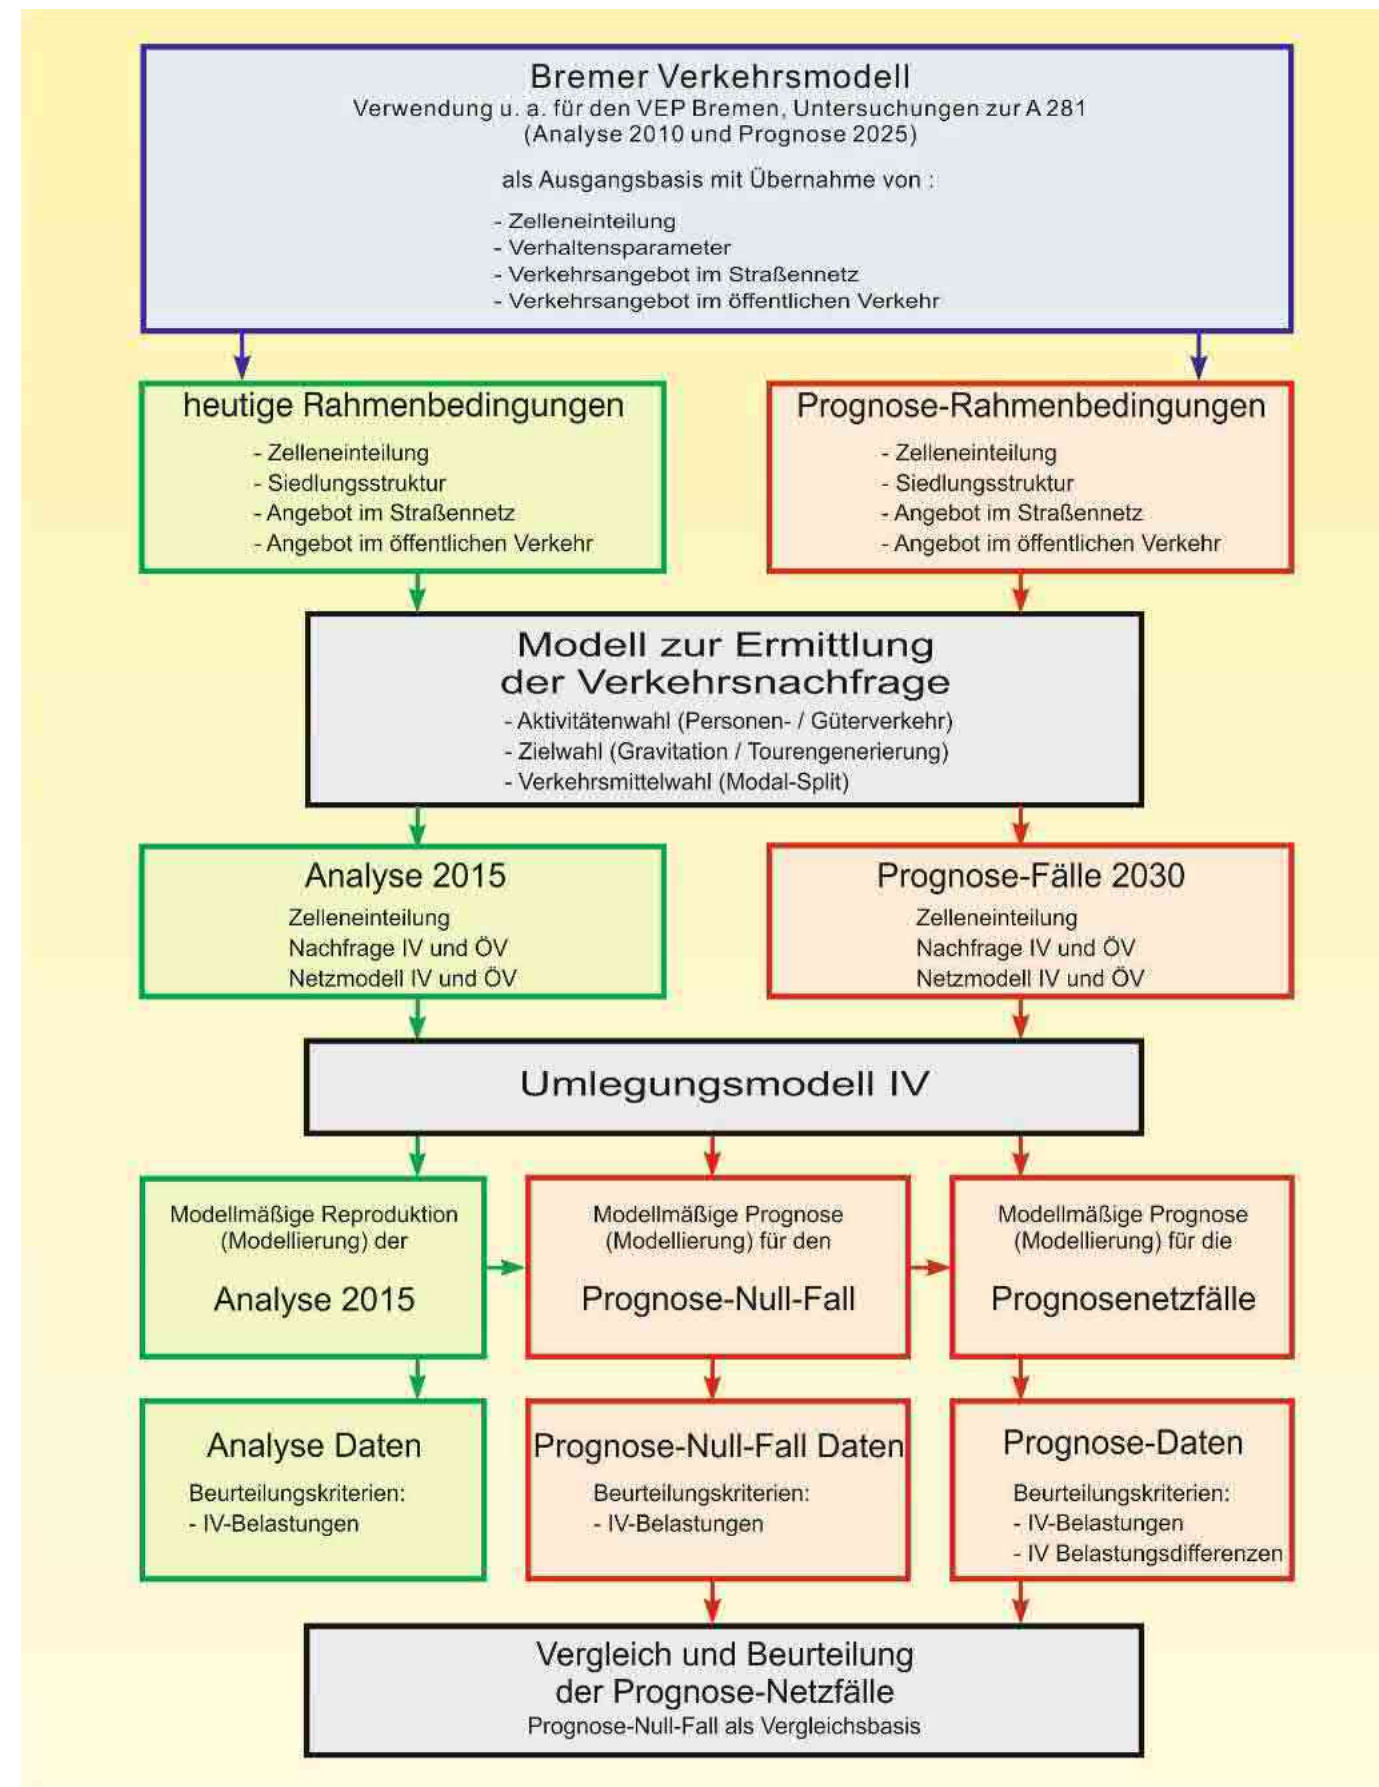 Bremer Verkehrsmodell
Verwendung u. a. für den VEP Bremen, Untersuchungen zur A 281
(Analyse 2010 und Prognose 2025)
als Ausgangsbasis mit Übernahme von :
- Zelleneinteilung
- Verhaltensparameter
- Verkehrsangebot im Straßennetz
- Verkehrsangebot im öffentlichen Verkehr
heutige Rahmenbedingungen
- Zelleneinteilung
- Siedlungsstruktur
- Angebot im Straßennetz
- Angebot im öffentlichen Verkehr
Prognose-Rahmenbedingungen
- Zelleneinteilung
- Siedlungsstruktur
- Angebot im Straßennetz
- Angebot im öffentlichen Verkehr
Modell zur Ermittlung
der Verkehrsnachfrage
- Aktivitätenwahl (Personen- / Güterverkehr)
- Zielwahl (Gravitation / Tourengenerierung)
- Verkehrsmittelwahl (Modal-Split)
Analyse 2015
Zelleneinteilung
Nachfrage IV und ÖV
Netzmodell IV und ÖV
Prognose-Fälle 2030
Zelleneinteilung
Nachfrage IV und ÖV
Netzmodell IV und ÖV
Umlegungsmodell IV
Modellmäßige Reproduktion
(Modellierung) der
Analyse 2015
Modellmäßige Prognose
(Modellierung) für den
Prognose-Null-Fall
Modellmäßige Prognose
(Modellierung) für die
Prognosenetzfälle
Analyse Daten
Beurteilungskriterien:
- IV-Belastungen
Prognose-Null-Fall Daten
Beurteilungskriterien:
- IV-Belastungen
Prognose-Daten
Beurteilungskriterien:
- IV-Belastungen
- IV Belastungsdifferenzen
Vergleich und Beurteilung
der Prognose-Netzfälle
Prognose-Null-Fall als Vergleichsbasis